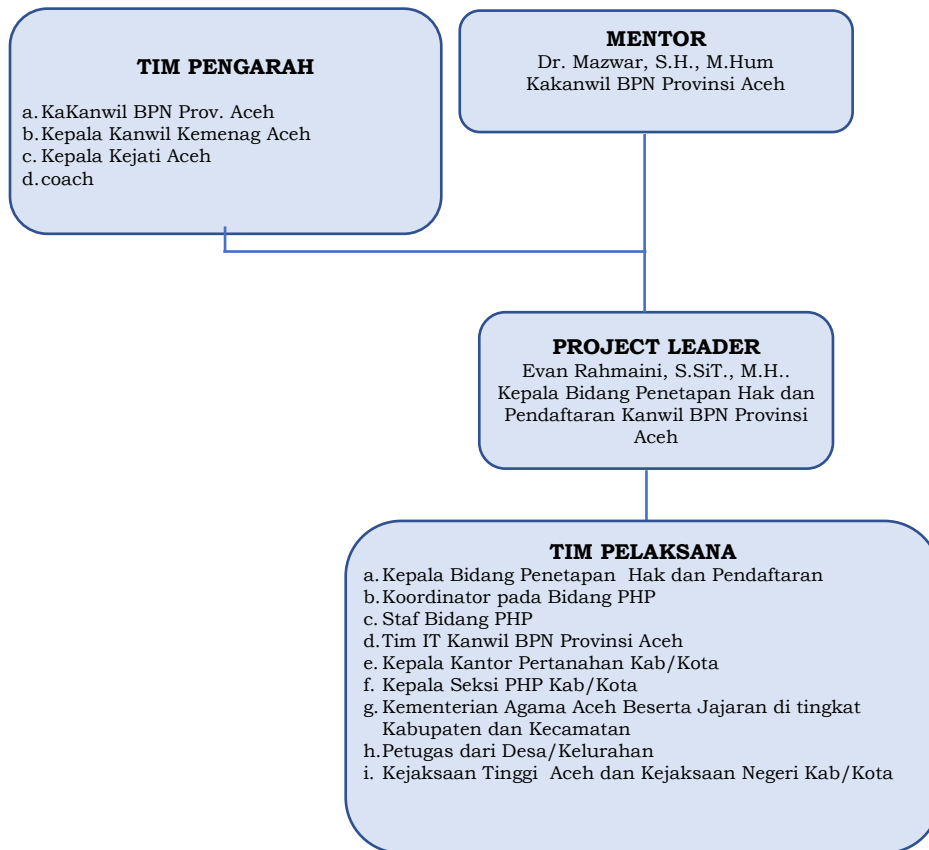 TIM PENGARAH
a. KaKanwil BPN Prov. Aceh
b. Kepala Kanwil Kemenag Aceh
c. Kepala Kejati Aceh
d. coach
MENTOR
Dr. Mazwar, S.H., M.Hum
Kakanwil BPN Provinsi Aceh
PROJECT LEADER
Evan Rahmaini, S.SiT., M.H..
Kepala Bidang Penetapan Hak dan
Pendaftaran Kanwil BPN Provinsi
Aceh
TIM PELAKSANA
a. Kepala Bidang Penetapan Hak dan Pendaftaran
b. Koordinator pada Bidang PHP
c. Staf Bidang PHP
d. Tim IT Kanwil BPN Provinsi Aceh
e. Kepala Kantor Pertanahan Kab/Kota
f. Kepala Seksi PHP Kab/Kota
g. Kementerian Agama Aceh Beserta Jajaran di tingkat
Kabupaten dan Kecamatan
h. Petugas dari Desa/Kelurahan
i. Kejaksaan Tinggi Aceh dan Kejaksaan Negeri Kab/Kota